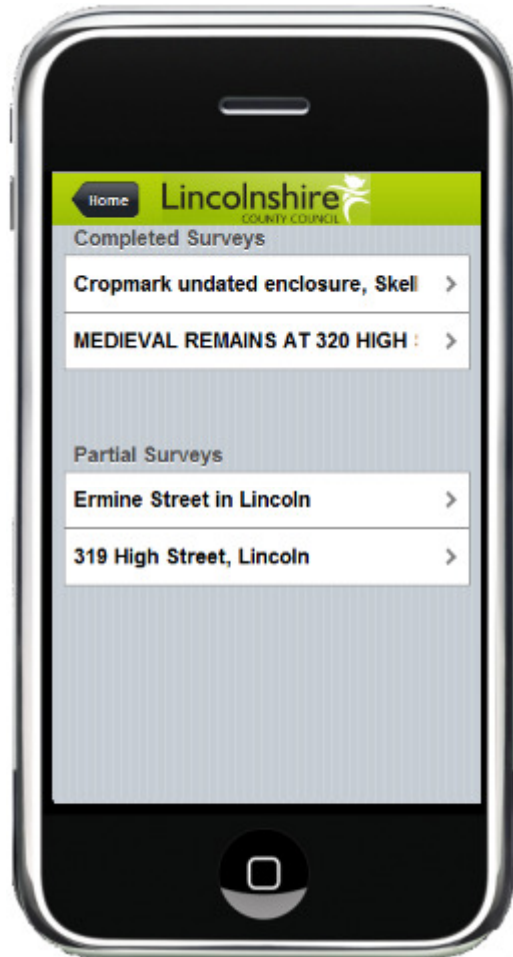 Home
Lincolnshire
COUNTY COUNCIL
Completed Surveys
Cropmark undated enclosure, Skel
MEDIEVAL REMAINS AT 320 HIGH
Partial Surveys
Ermine Street in Lincoln
319 High Street, Lincoln